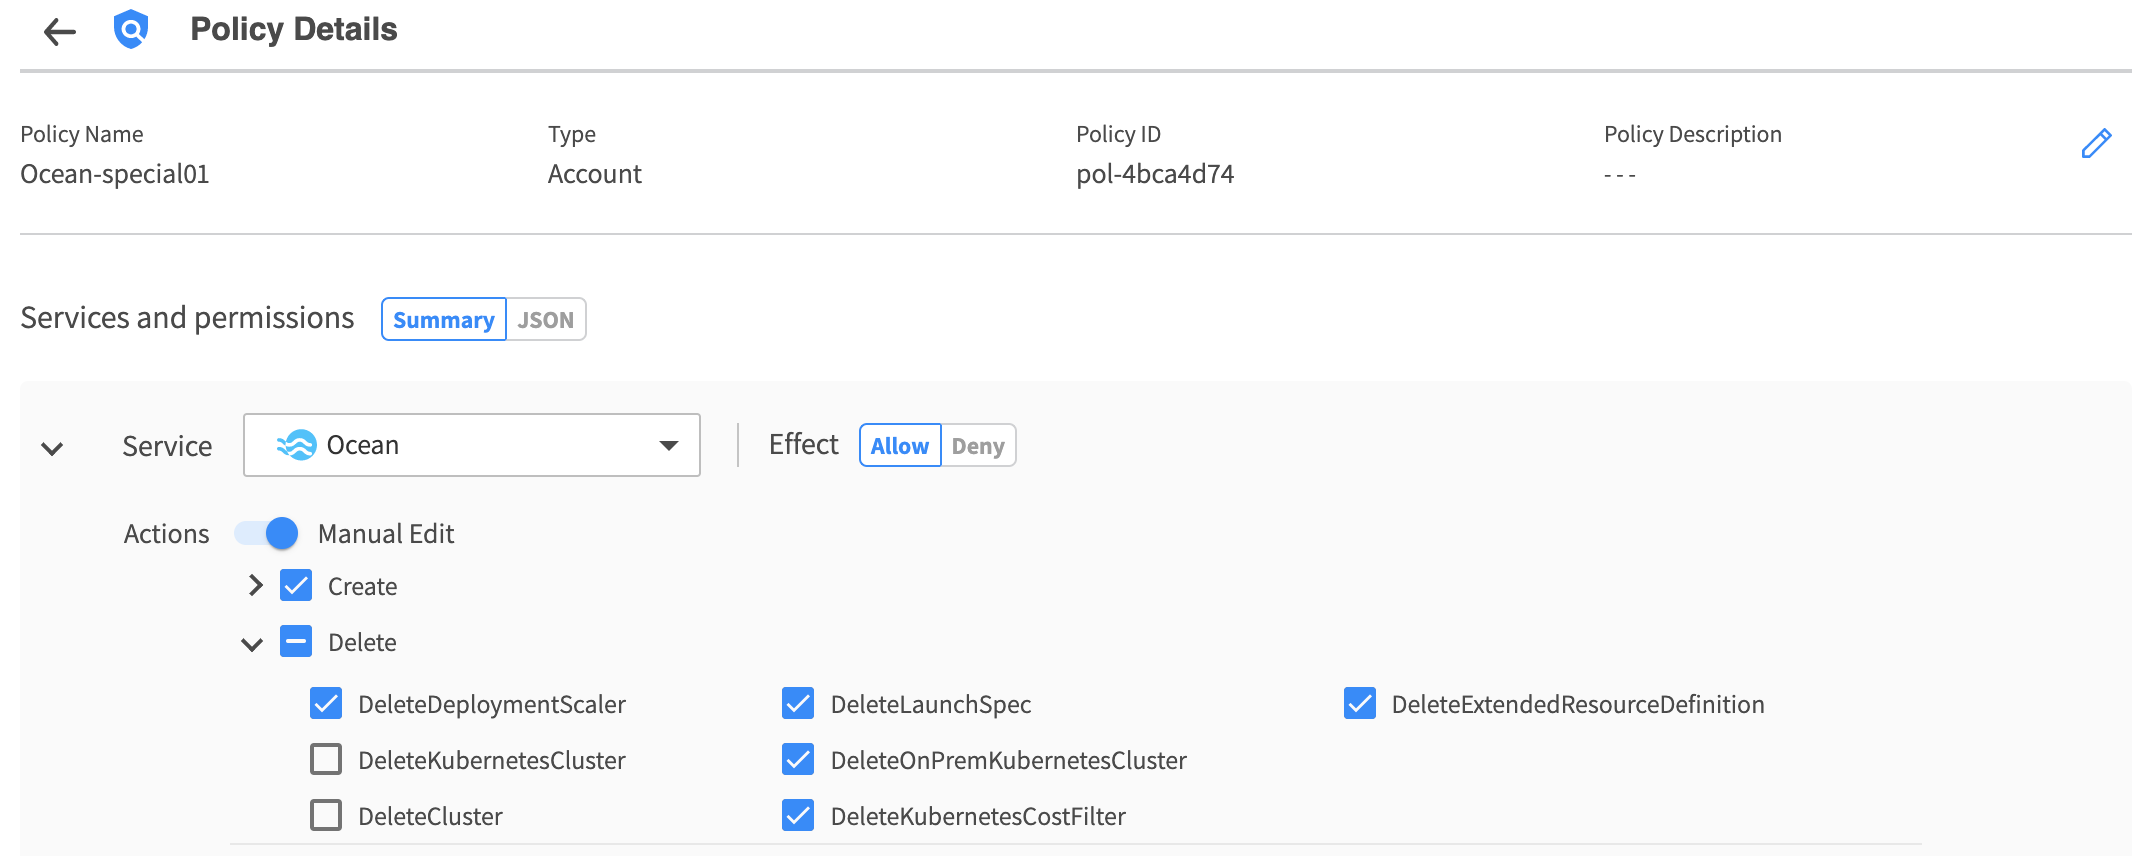 Policy Details
Policy Name Type Policy ID Policy Description
Ocean-special01 Account pol-4bca4d74 ---
Services and permissions Summary JSON
Service Ocean Effect Allow Deny
Actions Manual Edit
Create
Delete
DeleteDeploymentScaler DeleteLaunchSpec DeleteExtendedResourceDefinition
DeleteKubernetesCluster DeleteOnPremKubernetesCluster
DeleteCluster DeleteKubernetesCostFilter